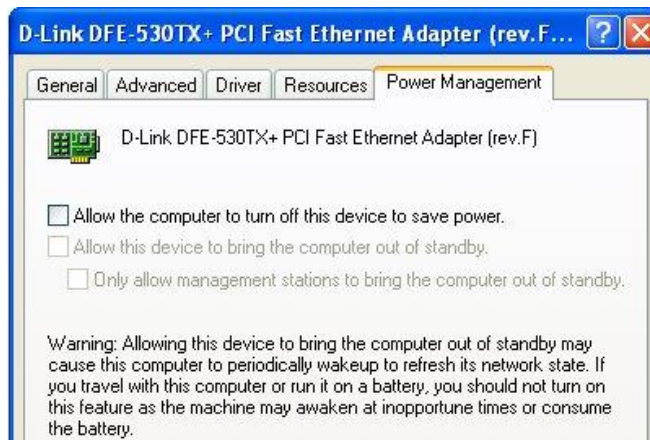 D-Link DFE-530TX+ PCI Fast Ethernet Adapter (rev.F...
General Advanced Driver Resources Power Management
D-Link DFE-530TX+ PCI Fast Ethernet Adapter (rev.F)
Allow the computer to turn off this device to save power.
Allow this device to bring the computer out of standby.
Only allow management stations to bring the computer out of standby.
Warning: Allowing this device to bring the computer out of standby may
cause this computer to periodically wakeup to refresh its network state. If
you travel with this computer or run it on a battery, you should not turn on
this feature as the machine may awaken at inopportune times or consume
the battery.